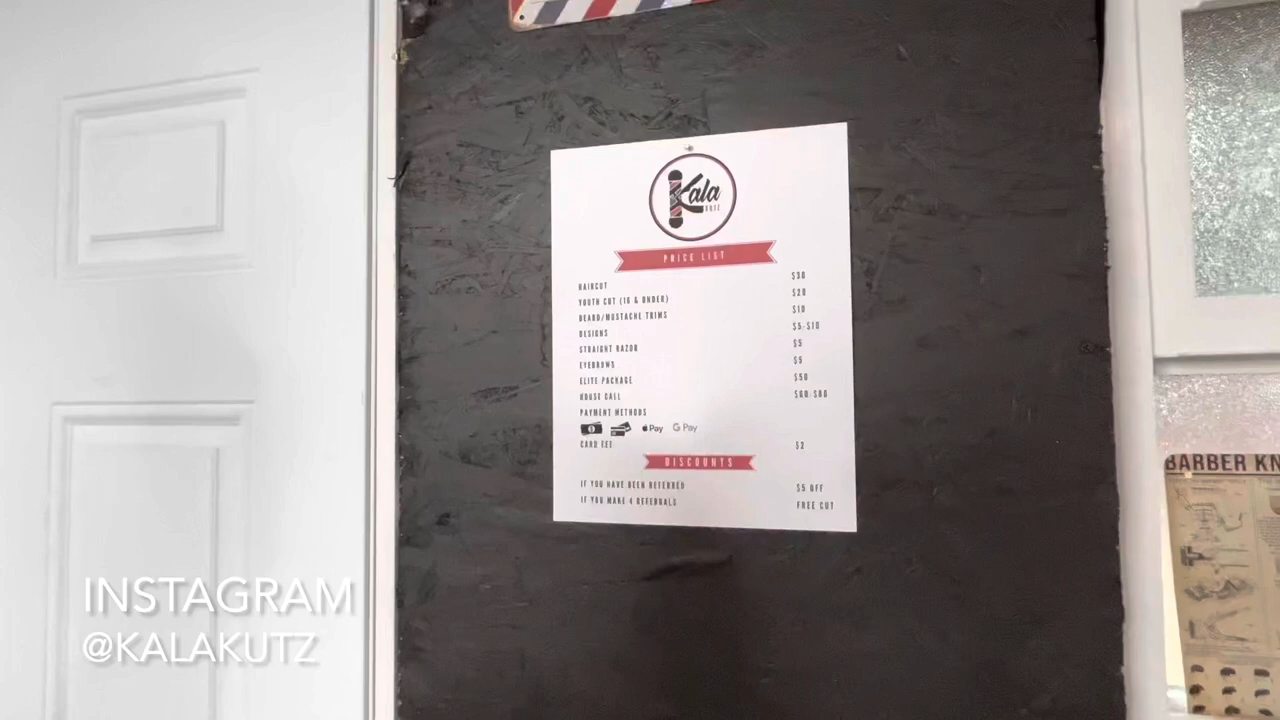 Kala
KUTZ
PRICE LIST
HAIRCUT $30
YOUTH CUT (16 & UNDER) $20
BEARD/MUSTACHE TRIMS $10
DESIGNS $5-$10
STRAIGHT RAZOR $5
EYEBROWS $5
ELITE PACKAGE $50
HOUSE CALL $60-$80
PAYMENT METHODS
Pay G Pay
CARD FEE $2
DISCOUNTS
IF YOU HAVE BEEN REFERRED $5 OFF
IF YOU MAKE 4 REFERRALS FREE CUT
BARBER KN
INSTAGRAM
@KALAKUTZ